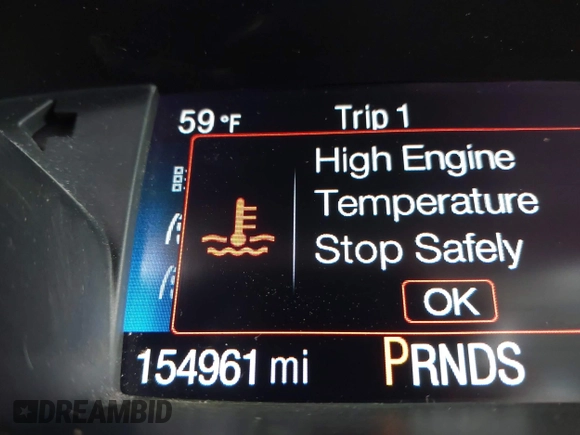 59 °F Trip 1
High Engine
Temperature
Stop Safely
OK
154961 mi PRNDS
DREAMBID